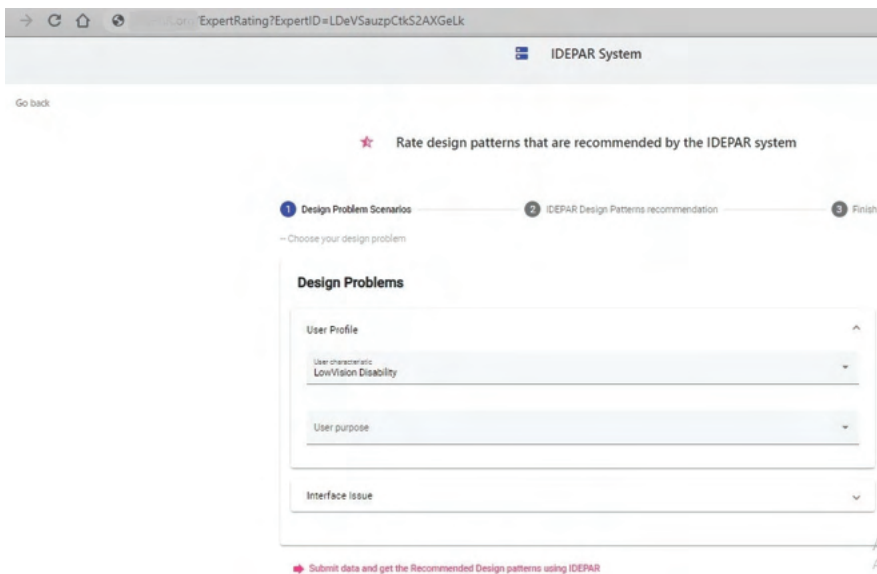 /ExpertRating?ExpertID=LDeVSauzpCtkS2AXGeLk
IDEPAR System
Go back
Rate design patterns that are recommended by the IDEPAR system
1 Design Problem Scenarios 2 IDEPAR Design Patterns recommendation 3 Finish
-- Choose your design problem
Design Problems
User Profile
User characteristic
LowVision Disability
User purpose
Interface Issue
Submit data and get the Recommended Design patterns using IDEPAR